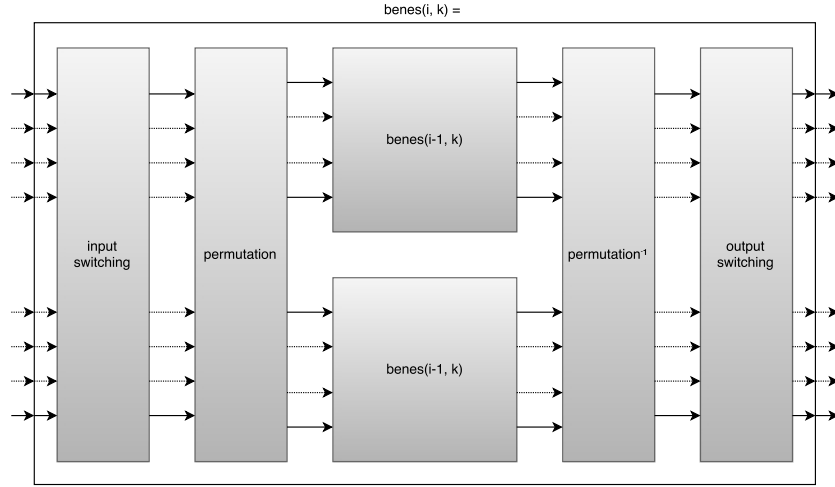 benes(i, k) =
input
switching
permutation
benes(i-1, k)
benes(i-1, k)
permutation⁻¹
output
switching